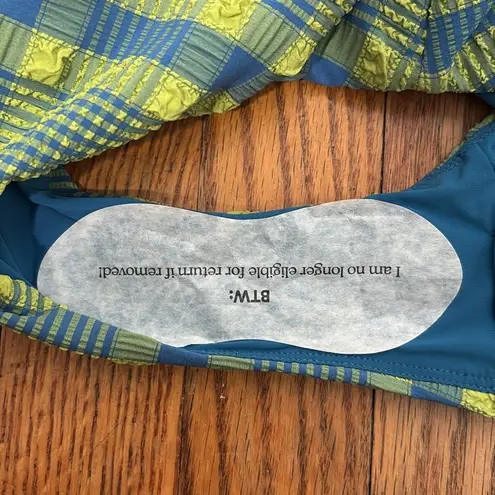 BTW:
I am no longer eligible for return if removed!